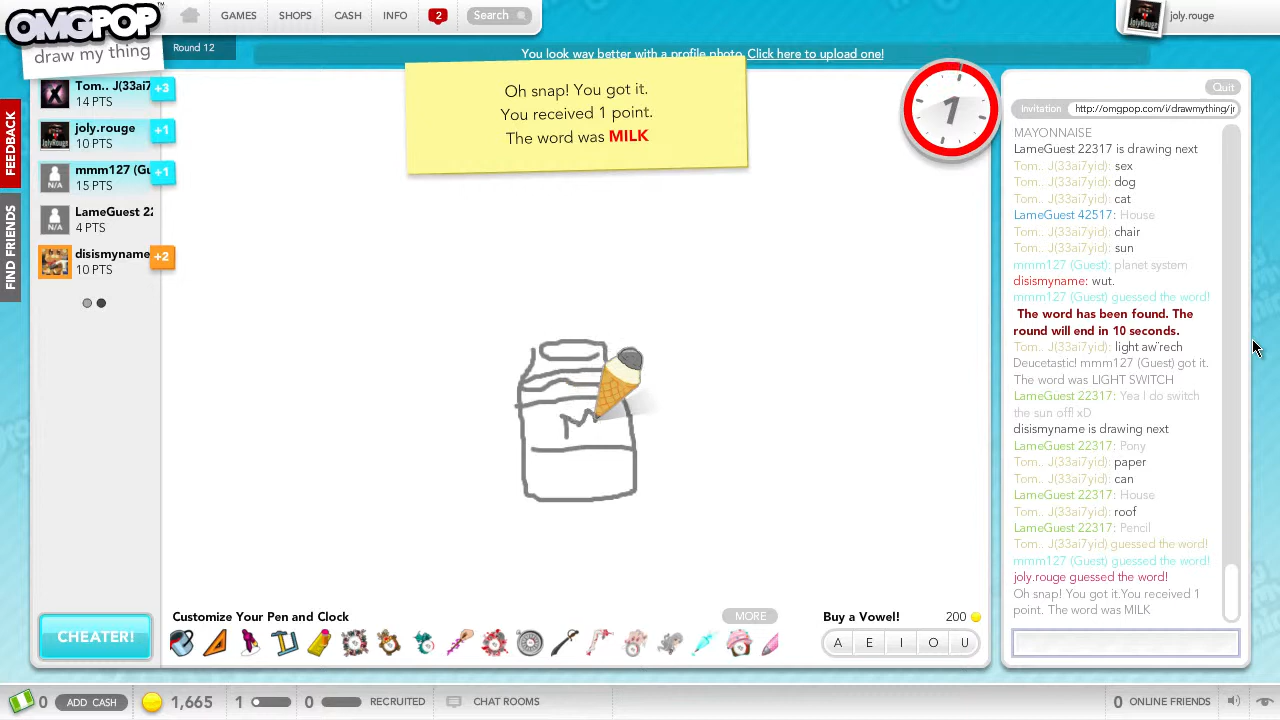 OMGPOP™
draw my thing
GAMES
SHOPS
CASH
INFO
2
Search
joly.rouge
Round 12
You look way better with a profile photo. Click here to upload one!
FEEDBACK
FIND FRIENDS
Tom.. J(33ai7
14 PTS
+3
joly.rouge
10 PTS
+1
mmm127 (Gu
15 PTS
+1
N/A
LameGuest 22
4 PTS
N/A
disismyname
10 PTS
+2
Oh snap! You got it.
You received 1 point.
The word was MILK
1
M
Quit
Invitation http://omgpop.com/i/drawmything/jr
MAYONNAISE
LameGuest 22317 is drawing next
Tom.. J(33ai7yid): sex
Tom.. J(33ai7yid): dog
Tom.. J(33ai7yid): cat
LameGuest 42517: House
Tom.. J(33ai7yid): chair
Tom.. J(33ai7yid): sun
mmm127 (Guest): planet system
disismyname: wut.
mmm127 (Guest) guessed the word!
The word has been found. The
round will end in 10 seconds.
Tom.. J(33ai7yid): light aw¨rech
Deucetastic! mmm127 (Guest) got it.
The word was LIGHT SWITCH
LameGuest 22317: Yea I do switch
the sun off! xD
disismyname is drawing next
LameGuest 22317: Pony
Tom.. J(33ai7yid): paper
Tom.. J(33ai7yid): can
LameGuest 22317: House
Tom.. J(33ai7yid): roof
LameGuest 22317: Pencil
Tom.. J(33ai7yid) guessed the word!
mmm127 (Guest) guessed the word!
joly.rouge guessed the word!
Oh snap! You got it.You received 1
point. The word was MILK
CHEATER!
Customize Your Pen and Clock
MORE
Buy a Vowel!
200
A E I O U
0
ADD CASH
1,665
1
0
RECRUITED
CHAT ROOMS
0 ONLINE FRIENDS